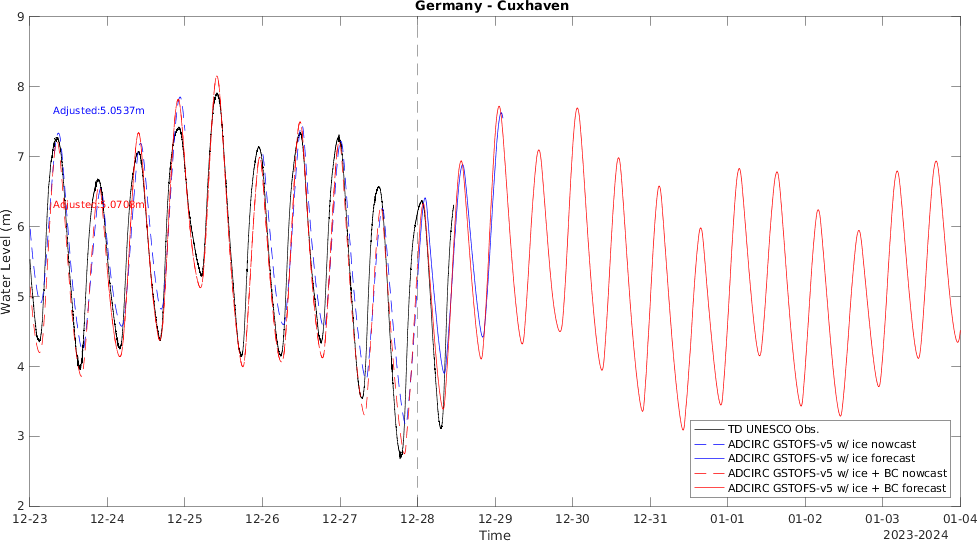 Germany - Cuxhaven
9
8
7
6
5
4
3
2
Water Level (m)
Adjusted:5.0537m
Adjusted:5.0708m
TD UNESCO Obs.
ADCIRC GSTOFS-v5 w/ ice nowcast
ADCIRC GSTOFS-v5 w/ ice forecast
ADCIRC GSTOFS-v5 w/ ice + BC nowcast
ADCIRC GSTOFS-v5 w/ ice + BC forecast
12-23 12-24 12-25 12-26 12-27 12-28 12-29 12-30 12-31 01-01 01-02 01-03 01-04
2023-2024
Time